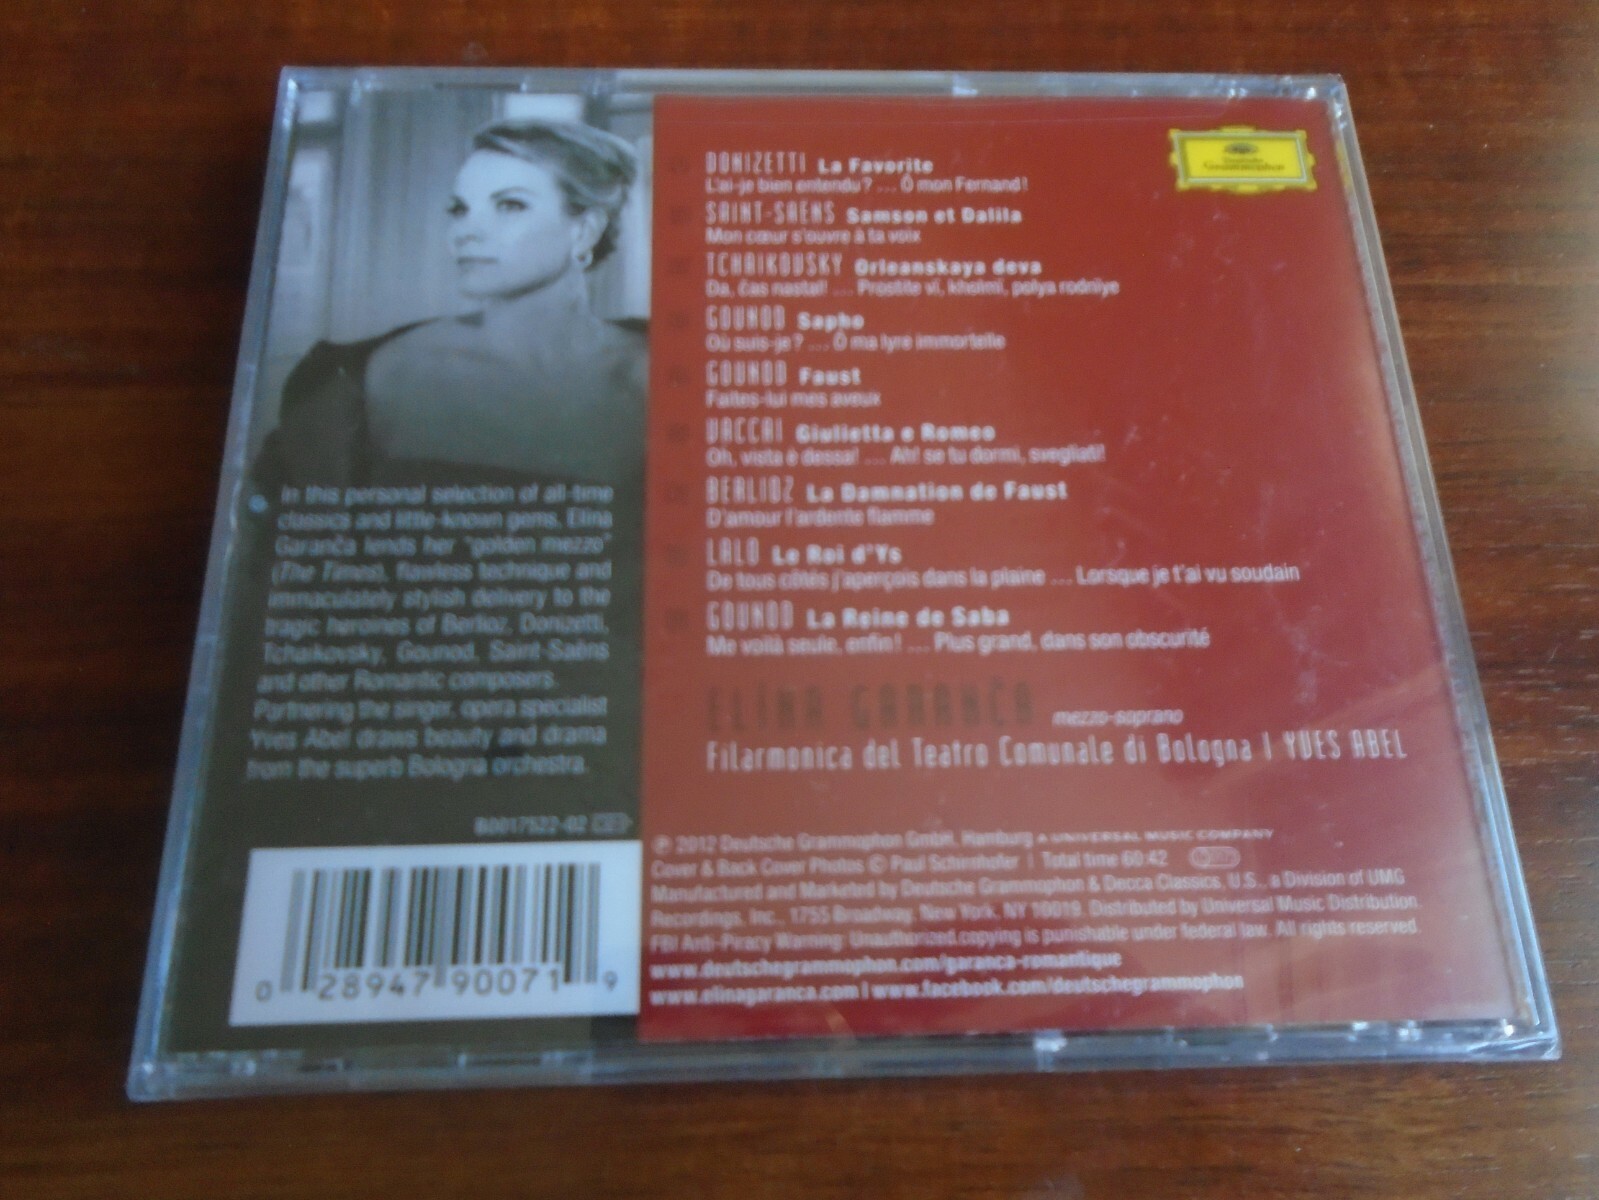 DONIZETTI La Favorite
L'ai-je bien entendu? ... Ô mon Fernand!
SAINT-SAËNS Samson et Dalila
Mon cœur s'ouvre à ta voix
TCHAIKOVSKY Orleanskaya deva
Da, čas nastal! ... Prostite vï, kholmï, polya rodnïye
GOUNOD Sapho
Où suis-je? ... Ô ma lyre immortelle
GOUNOD Faust
Faites-lui mes aveux
VACCAI Giulietta e Romeo
Oh, vista è dessa! ... Ah! se tu dormi, svegliati!
BERLIOZ La Damnation de Faust
D'amour l'ardente flamme
LALO Le Roi d'Ys
De tous côtés j'aperçois dans la plaine ... Lorsque je t'ai vu soudain
GOUNOD La Reine de Saba
Me voilà seule, enfin! ... Plus grand, dans son obscurité
ELĪNA GARANČA mezzo-soprano
Filarmonica del Teatro Comunale di Bologna | YVES ABEL
Deutsche
Grammophon
In this personal selection of all-time
classics and little-known gems, Elīna
Garanča lends her "golden mezzo"
(The Times), flawless technique and
immaculately stylish delivery to the
tragic heroines of Berlioz, Donizetti,
Tchaikovsky, Gounod, Saint-Saëns
and other Romantic composers.
Partnering the singer, opera specialist
Yves Abel draws beauty and drama
from the superb Bologna orchestra.
B0017522-02
0 28947 90071 9
℗ 2012 Deutsche Grammophon GmbH, Hamburg A UNIVERSAL MUSIC COMPANY
Cover & Back Cover Photos © Paul Schirnhofer | Total time 60:42
Manufactured and Marketed by Deutsche Grammophon & Decca Classics, U.S., a Division of UMG
Recordings, Inc., 1755 Broadway, New York, NY 10019. Distributed by Universal Music Distribution.
FBI Anti-Piracy Warning: Unauthorized copying is punishable under federal law. All rights reserved.
www.deutschegrammophon.com/garanca-romantique
www.elinagaranca.com | www.facebook.com/deutschegrammophon